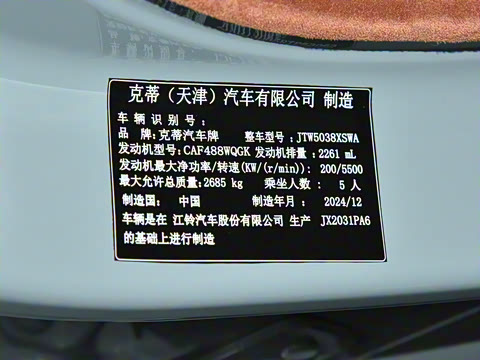 克蒂（天津）汽车有限公司 制造
车辆识别号：
品 牌：克蒂汽车牌 整车型号：JTW5038XSWA
发动机型号：CAF488WQGK 发动机排量：2261 mL
发动机最大净功率/转速(KW/(r/min)): 200/5500
最大允许总质量：2685 kg 乘坐人数： 5 人
制造国： 中国 制造年月： 2024/12
车辆是在 江铃汽车股份有限公司 生产 JX2031PA6
的基础上进行制造